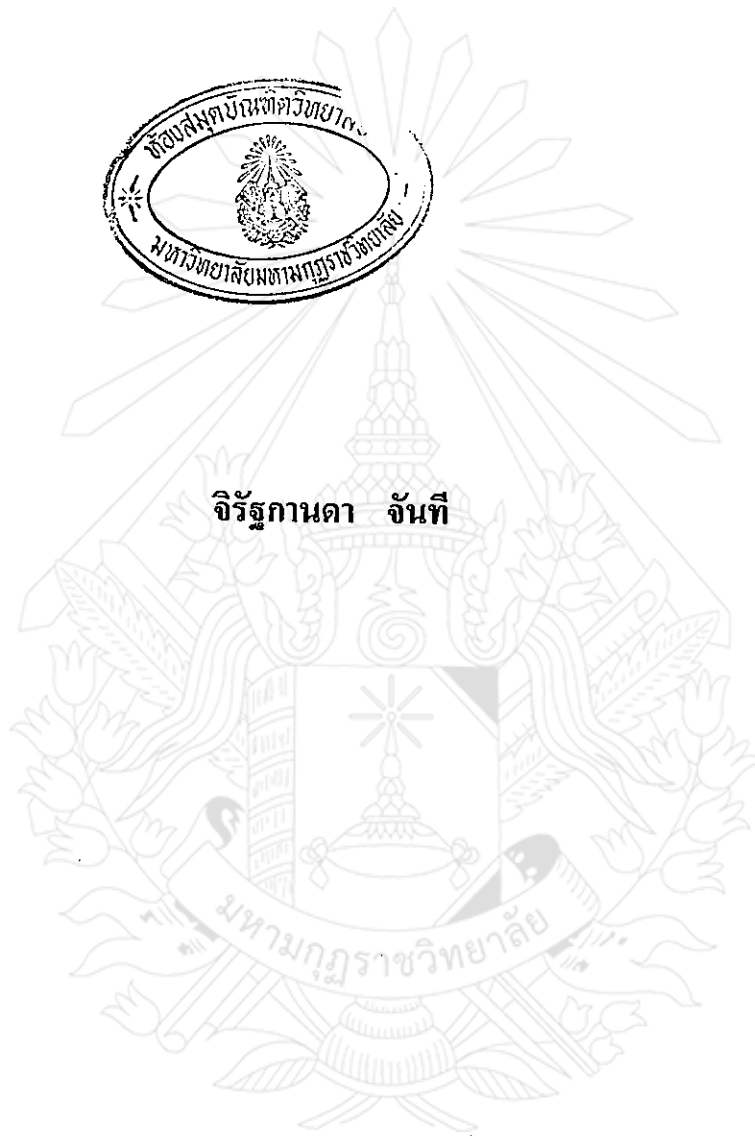 ห้องสมุดบัณฑิตวิทยา
มหาวิทยาลัยมหามกุฏราชวิทยาลัย
จิรัฐกานดา จันที
มหามกุฏราชวิทยาลัย